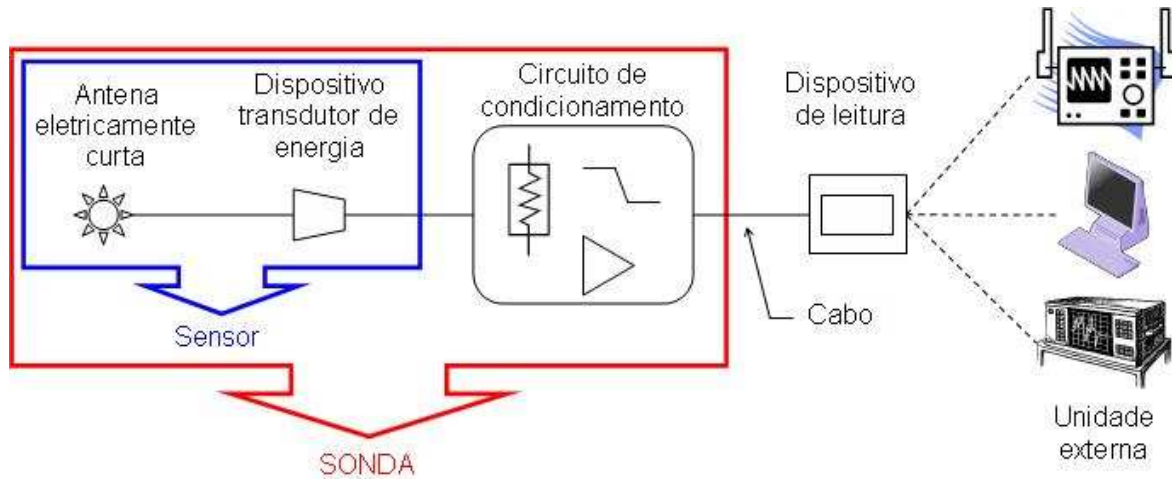 Antena
eletricamente
curta
Dispositivo
transdutor de
energia
Circuito de
condicionamento
Dispositivo
de leitura
Cabo
Sensor
SONDA
Unidade
externa